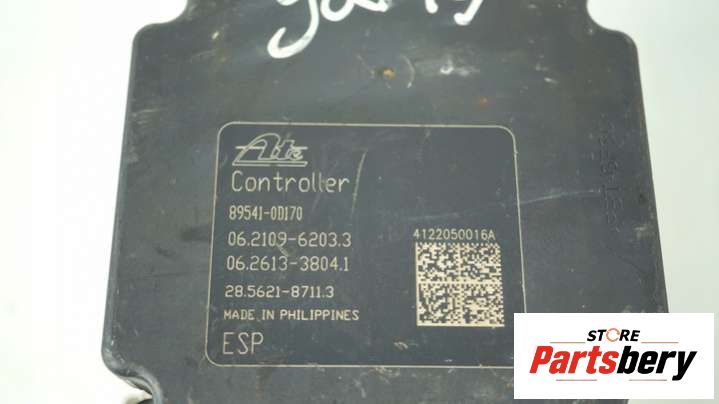 Ate
Controller
89541-0D170
06.2109-6203.3
06.2613-3804.1
28.5621-8711.3
MADE IN PHILIPPINES
ESP
4122050016A
STORE
Partsbery